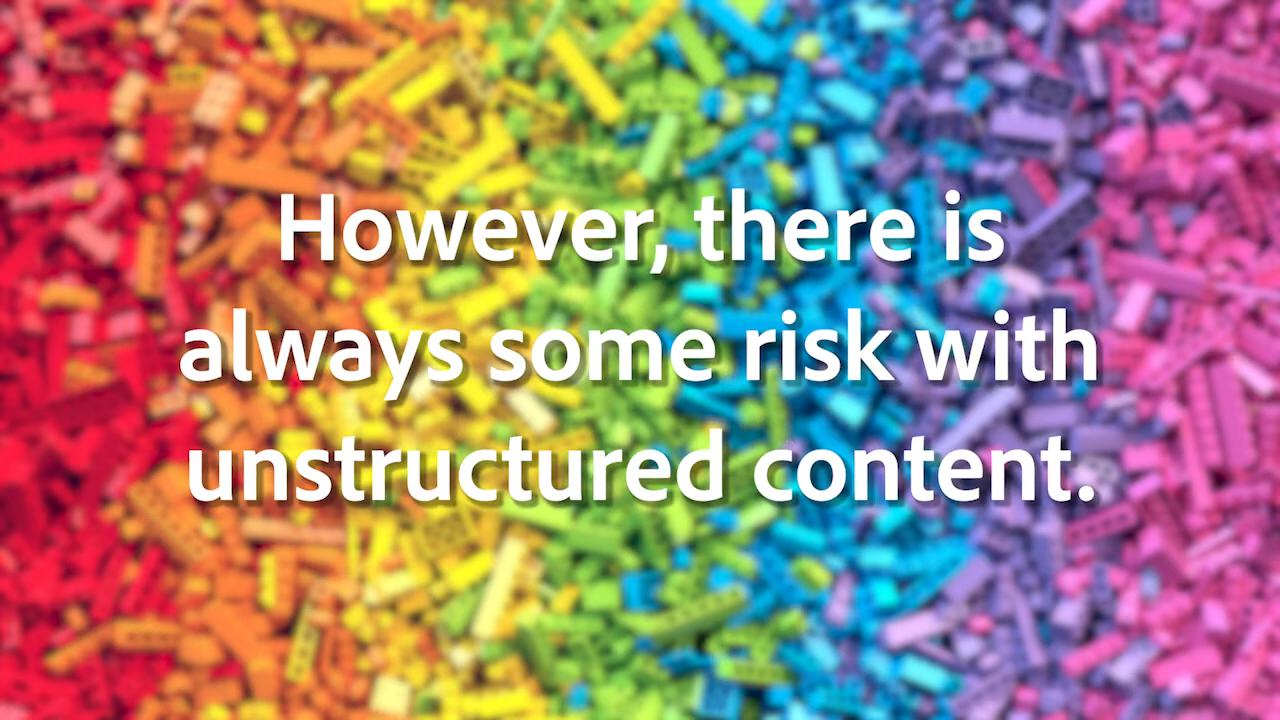 However, there is
always some risk with
unstructured content.